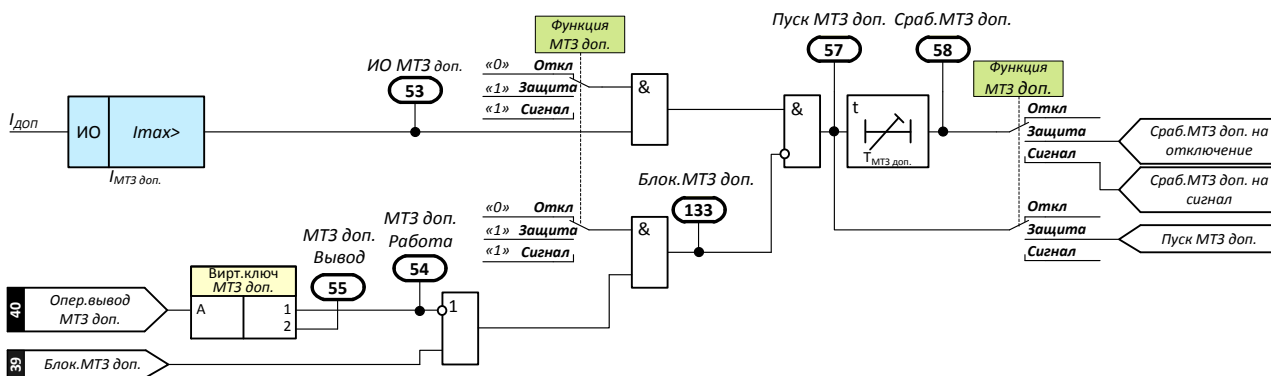 Пуск МТЗ доп.
Сраб.МТЗ доп.
57
58
Функция
МТЗ доп.
ИО МТЗ доп.
53
«0» Откл
«1» Защита
«1» Сигнал
&
&
t
TМТЗ доп.
Функция
МТЗ доп.
Откл
Защита
Сигнал
Сраб.МТЗ доп. на
отключение
Сраб.МТЗ доп. на
сигнал
IДОП
ИО
Imax>
IМТЗ доп.
Блок.МТЗ доп.
133
«0» Откл
«1» Защита
«1» Сигнал
&
Откл
Защита
Сигнал
Пуск МТЗ доп.
МТЗ доп.
Вывод
55
МТЗ доп.
Работа
54
40
Опер.вывод
МТЗ доп.
Вирт.ключ
МТЗ доп.
A
1
2
1
39
Блок.МТЗ доп.